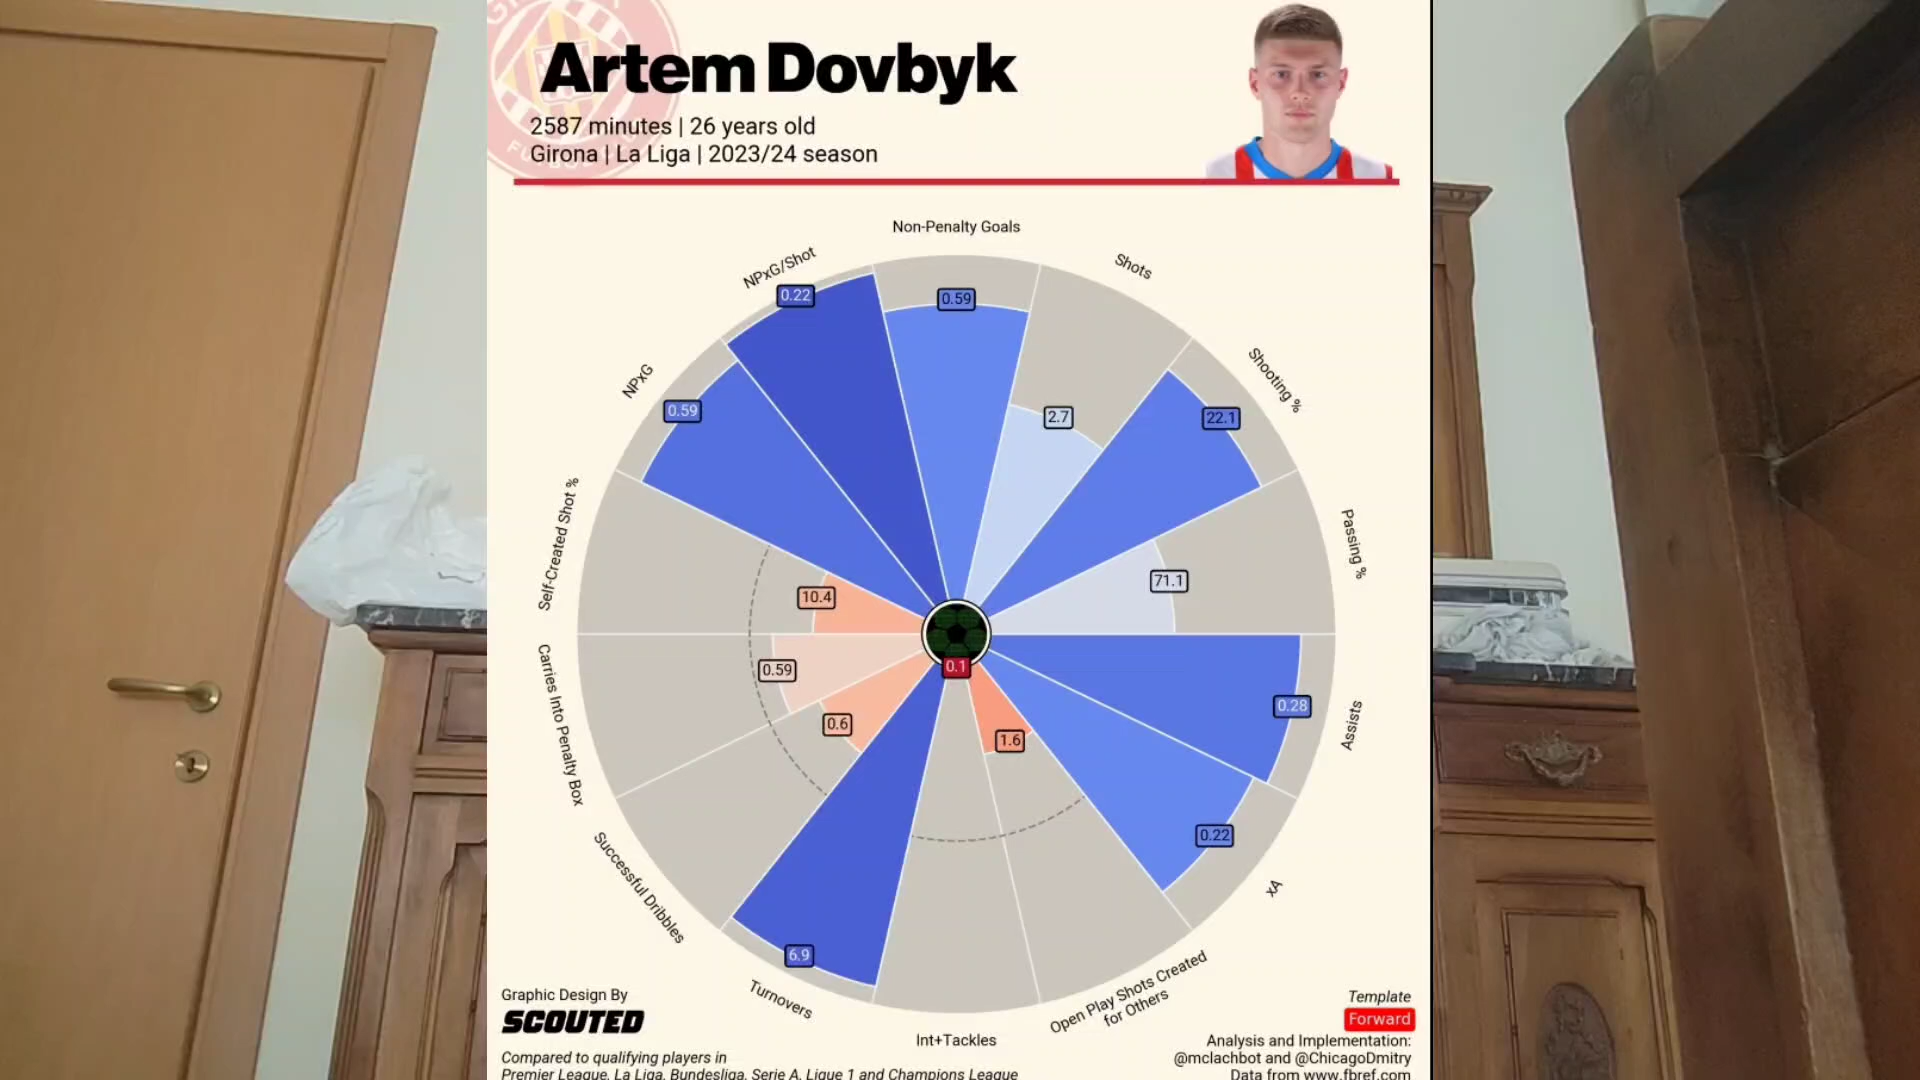 Artem Dovbyk
2587 minutes | 26 years old
Girona | La Liga | 2023/24 season
Non-Penalty Goals
NPxG/Shot
Shots
0.22
0.59
NPxG
Shooting %
0.59
2.7
22.1
Self-Created Shot %
Passing %
10.4
71.1
Carries Into Penalty Box
0.59
0.1
0.28
Assists
0.6
1.6
Successful Dribbles
0.22
xA
6.9
Turnovers
Open Play Shots Created
for Others
Int+Tackles
Graphic Design By
SCOUTED
Compared to qualifying players in
Premier League, La Liga, Bundesliga, Serie A, Ligue 1 and Champions League
Template
Forward
Analysis and Implementation:
@mclachbot and @ChicagoDmitry
Data from www.fbref.com